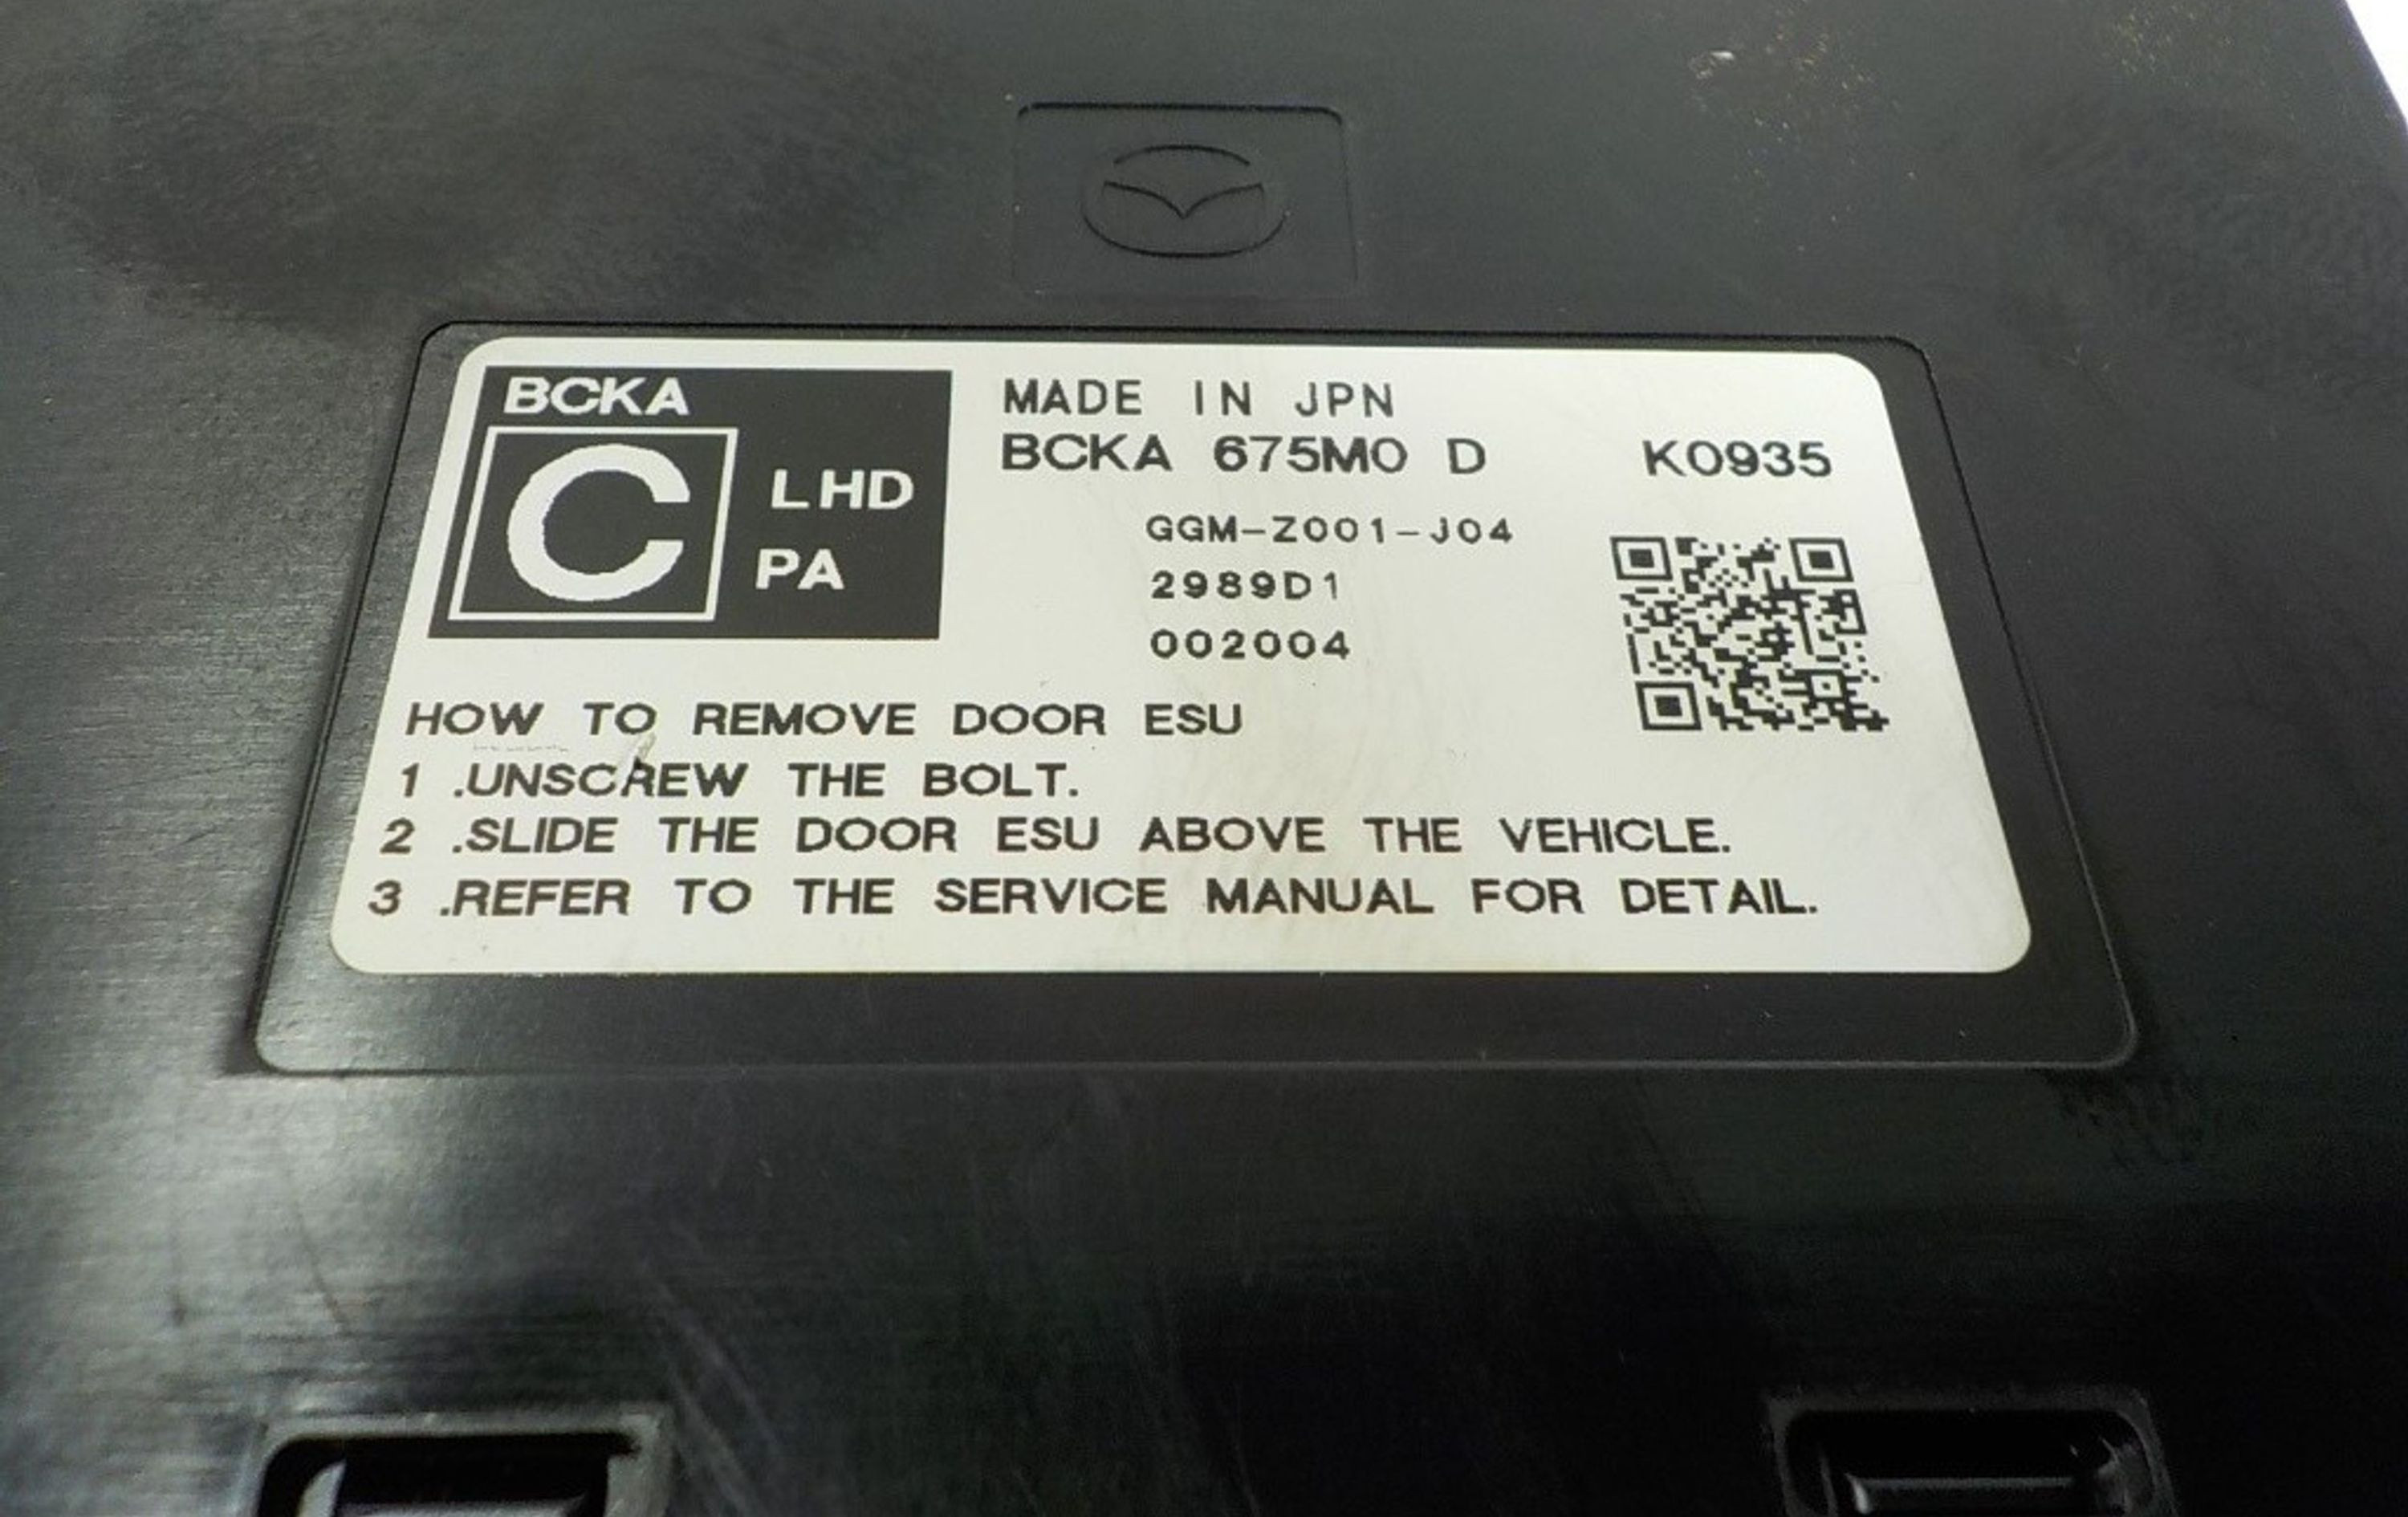 BCKA
C
LHD
PA
MADE IN JPN
BCKA 675M0 D K0935
GGM-Z001-J04
2989D1
002004
HOW TO REMOVE DOOR ESU
1 .UNSCREW THE BOLT.
2 .SLIDE THE DOOR ESU ABOVE THE VEHICLE.
3 .REFER TO THE SERVICE MANUAL FOR DETAIL.